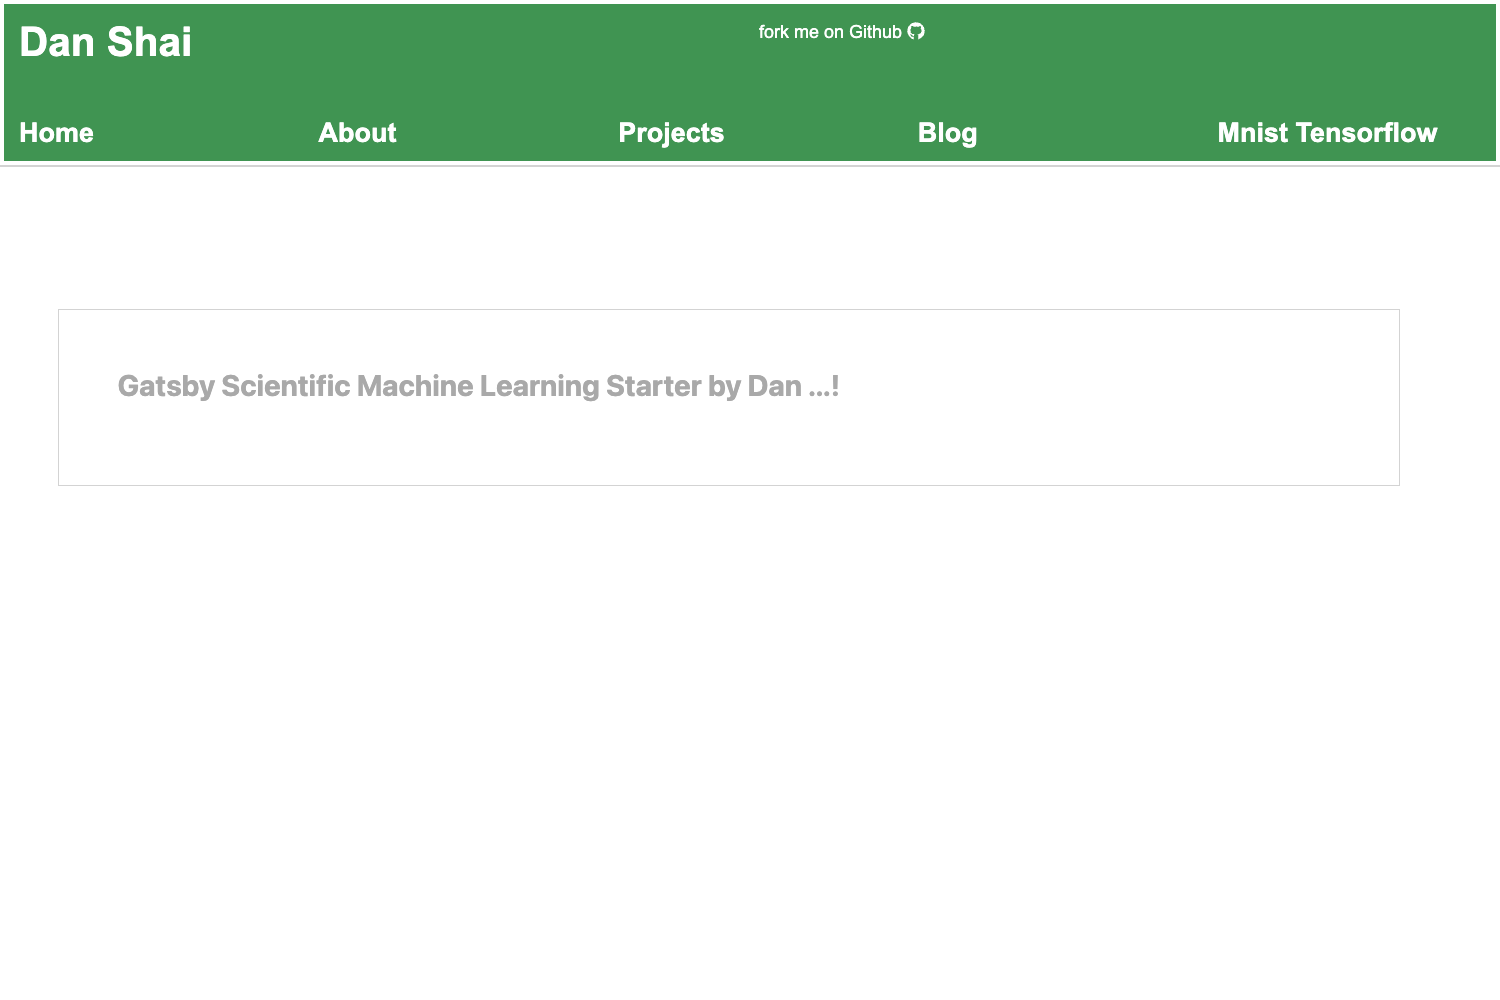 Dan Shai
fork me on Github
Home About Projects Blog Mnist Tensorflow
Gatsby Scientific Machine Learning Starter by Dan ...!